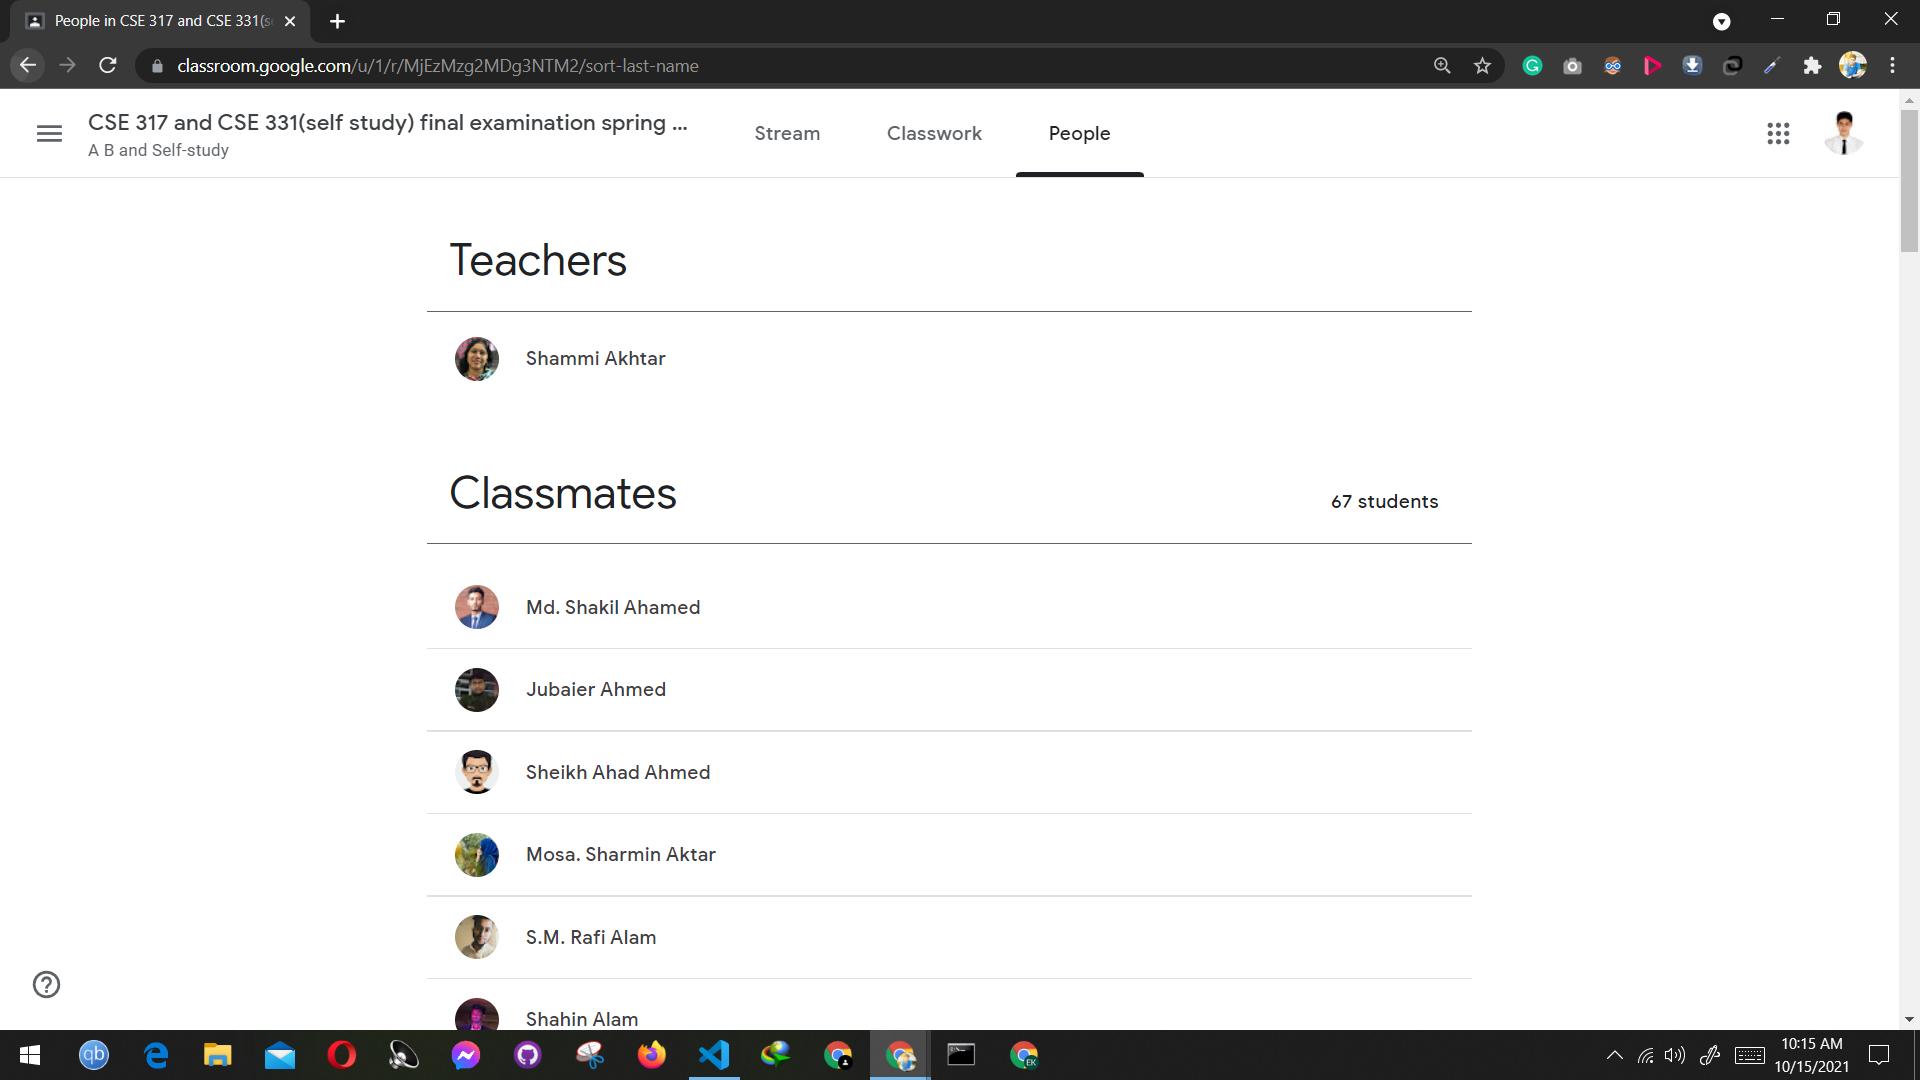 People in CSE 317 and CSE 331(s
classroom.google.com/u/1/r/MjEzMzg2MDg3NTM2/sort-last-name
CSE 317 and CSE 331(self study) final examination spring ...
A B and Self-study
Stream
Classwork
People
Teachers
Shammi Akhtar
Classmates
67 students
Md. Shakil Ahamed
Jubaier Ahmed
Sheikh Ahad Ahmed
Mosa. Sharmin Aktar
S.M. Rafi Alam
Shahin Alam
qb
EK
10:15 AM
10/15/2021